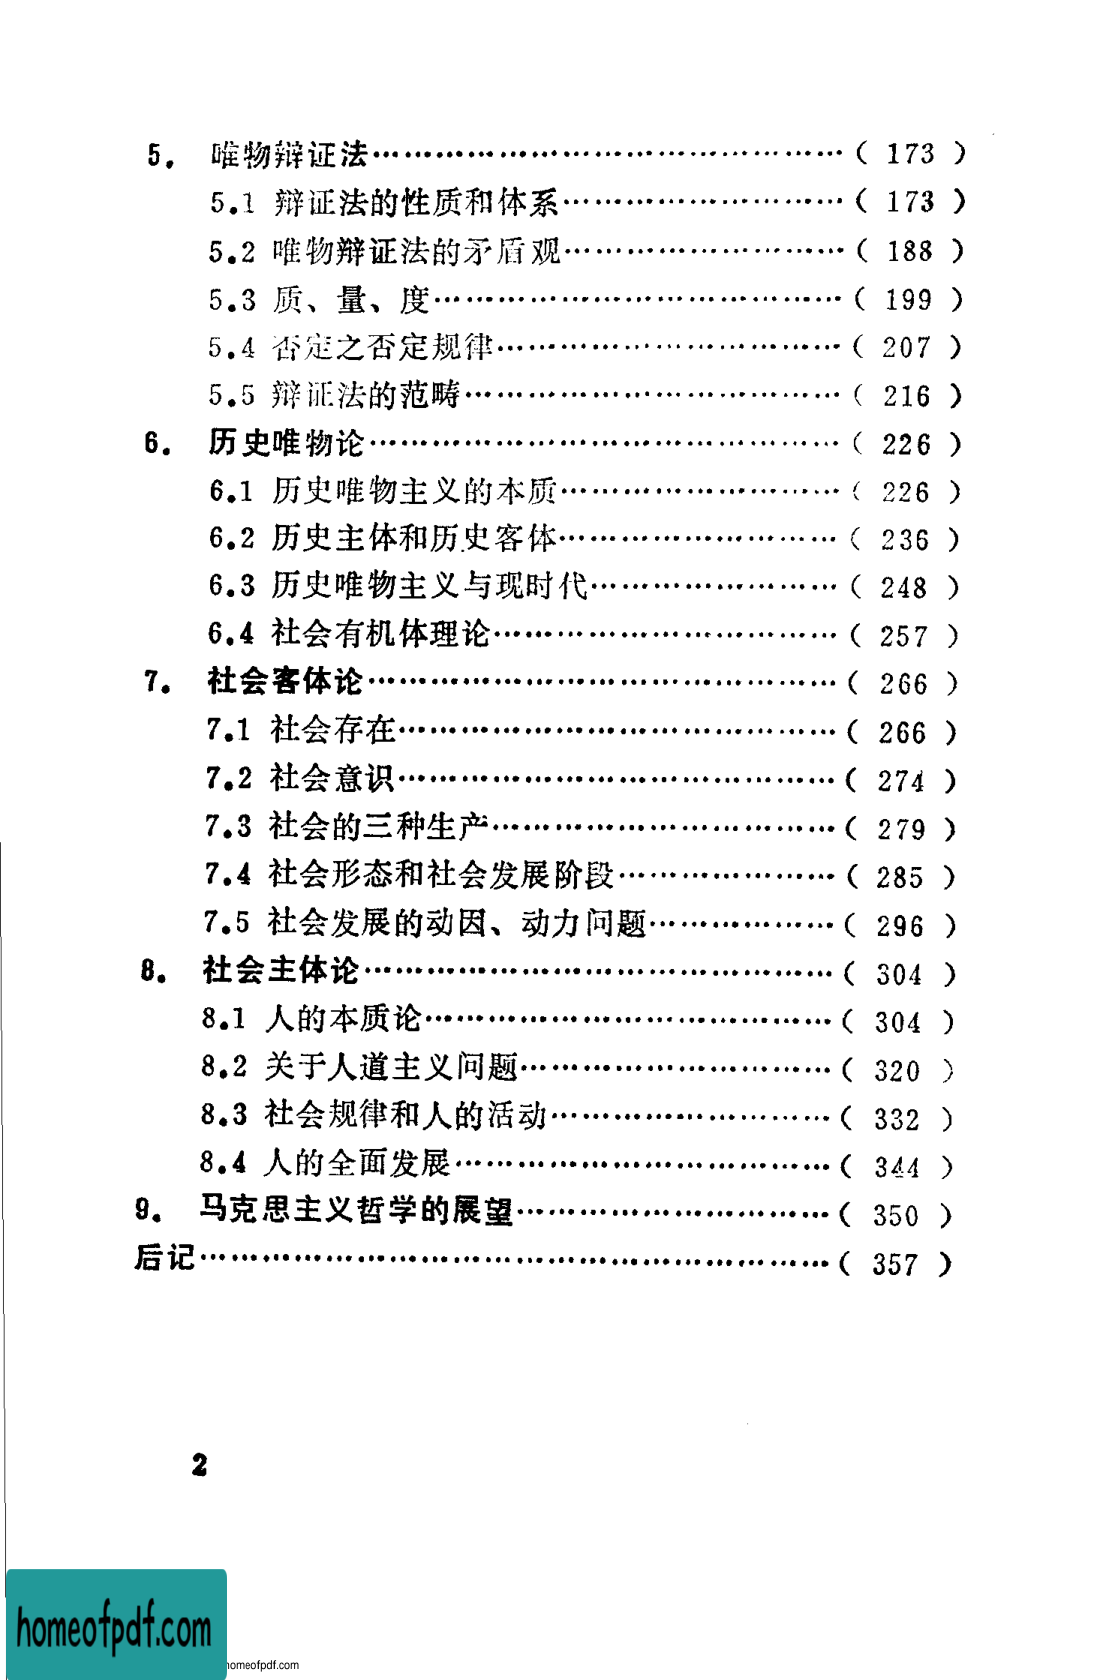 5. 唯物辩证法…………………………………………( 173 )
5.1 辩证法的性质和体系…………………………( 173 )
5.2 唯物辩证法的矛盾观…………………………( 188 )
5.3 质、量、度……………………………………( 199 )
5.4 否定之否定规律………………………………( 207 )
5.5 辩证法的范畴…………………………………( 216 )
6. 历史唯物论…………………………………………( 226 )
6.1 历史唯物主义的本质…………………………( 226 )
6.2 历史主体和历史客体…………………………( 236 )
6.3 历史唯物主义与现时代………………………( 248 )
6.4 社会有机体理论………………………………( 257 )
7. 社会客体论…………………………………………( 266 )
7.1 社会存在………………………………………( 266 )
7.2 社会意识………………………………………( 274 )
7.3 社会的三种生产………………………………( 279 )
7.4 社会形态和社会发展阶段……………………( 285 )
7.5 社会发展的动因、动力问题…………………( 296 )
8. 社会主体论…………………………………………( 304 )
8.1 人的本质论……………………………………( 304 )
8.2 关于人道主义问题……………………………( 320 )
8.3 社会规律和人的活动…………………………( 332 )
8.4 人的全面发展…………………………………( 344 )
9. 马克思主义哲学的展望……………………………( 350 )
后记………………………………………………………( 357 )
2
homeofpdf.com
homeofpdf.com